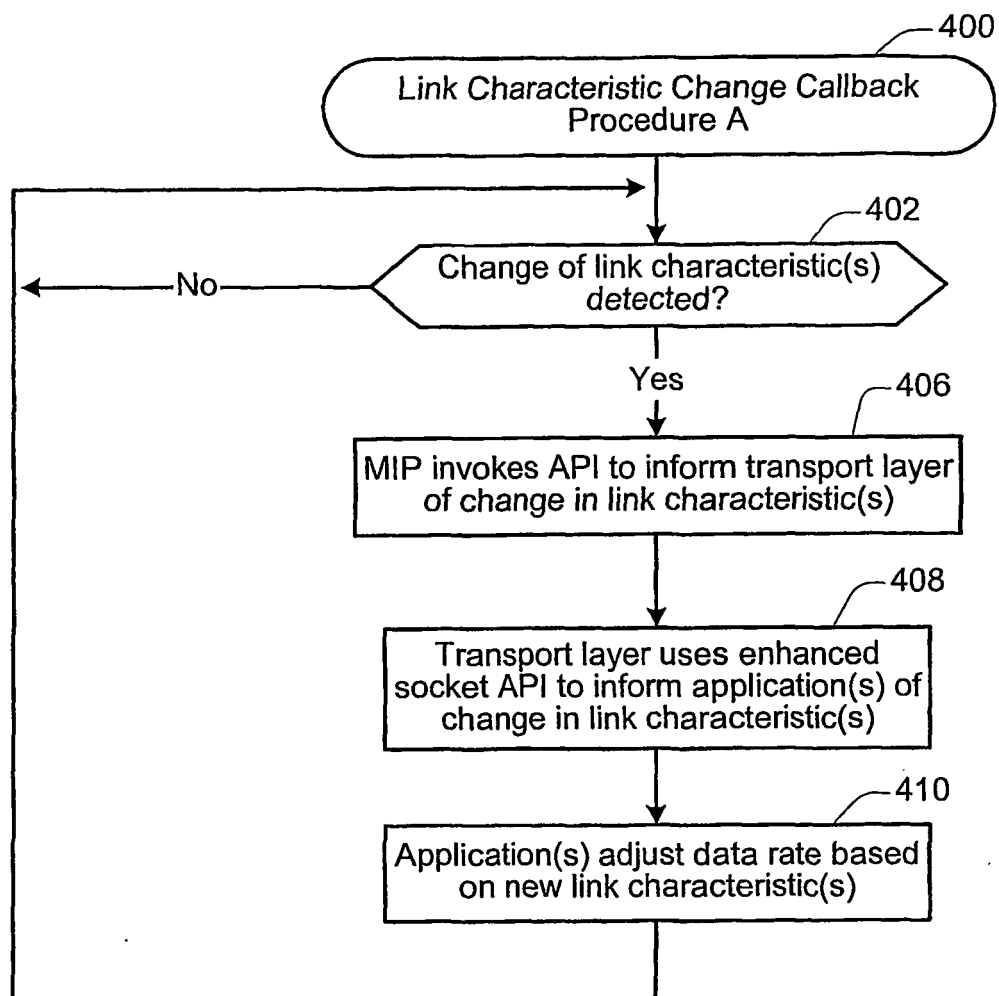 400
Link Characteristic Change Callback
Procedure A
402
Change of link characteristic(s)
detected?
No
Yes
406
MIP invokes API to inform transport layer
of change in link characteristic(s)
408
Transport layer uses enhanced
socket API to inform application(s) of
change in link characteristic(s)
410
Application(s) adjust data rate based
on new link characteristic(s)